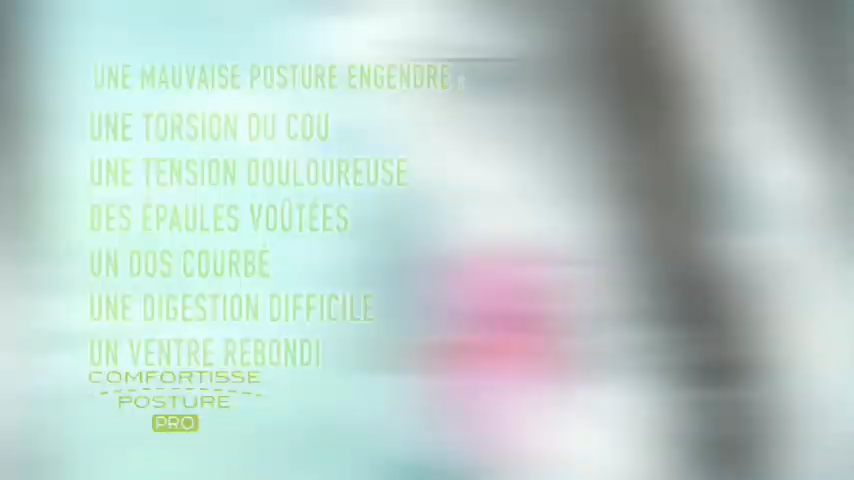 UNE MAUVAISE POSTURE ENGENDRE :
UNE TORSION DU COU
UNE TENSION DOULOUREUSE
DES ÉPAULES VOÛTÉES
UN DOS COURBÉ
UNE DIGESTION DIFFICILE
UN VENTRE REBONDI
COMFORTISSE
POSTURE
PRO